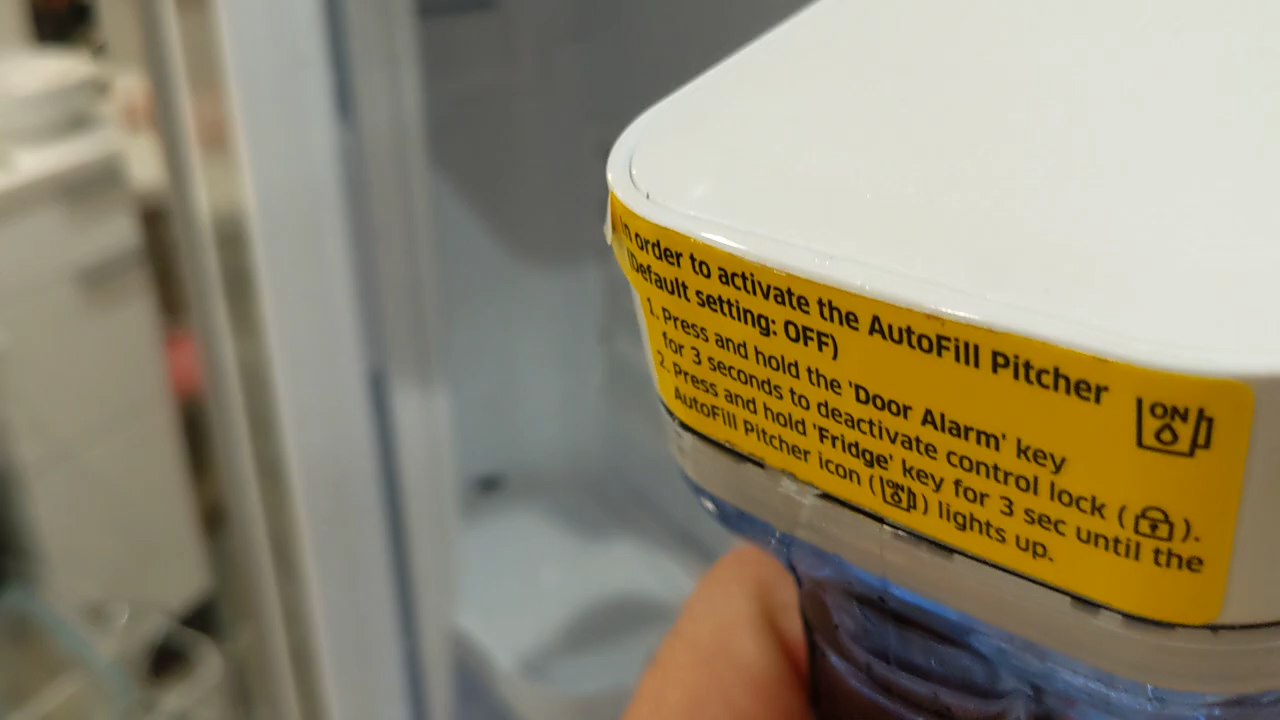 In order to activate the AutoFill Pitcher
(Default setting: OFF)
1. Press and hold the 'Door Alarm' key
for 3 seconds to deactivate control lock ( ).
2. Press and hold 'Fridge' key for 3 sec until the
AutoFill Pitcher icon (ON) lights up.
ON